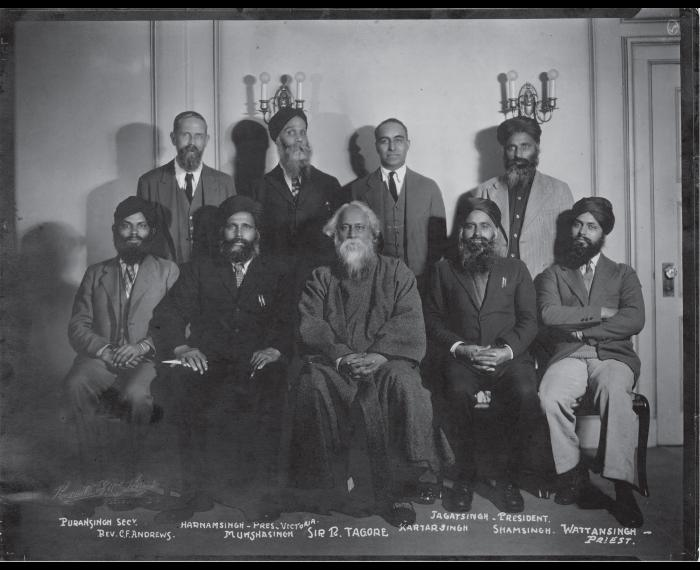 PURANSINGH SECY.
REV. C.F. ANDREWS.
HARNAMSINGH - PRES. VICTORIA.
MUNSHASINGH
SIR R. TAGORE
KARTARSINGH
JAGATSINGH - PRESIDENT.
SHAMSINGH.
WATTANSINGH - PRIEST.